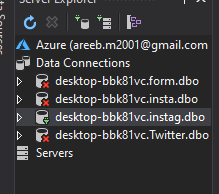 Server Explorer
Azure (areeb.m2001@gmail.com
Data Connections
desktop-bbk81vc.form.dbo
desktop-bbk81vc.insta.dbo
desktop-bbk81vc.instag.dbo
desktop-bbk81vc.Twitter.dbo
Servers